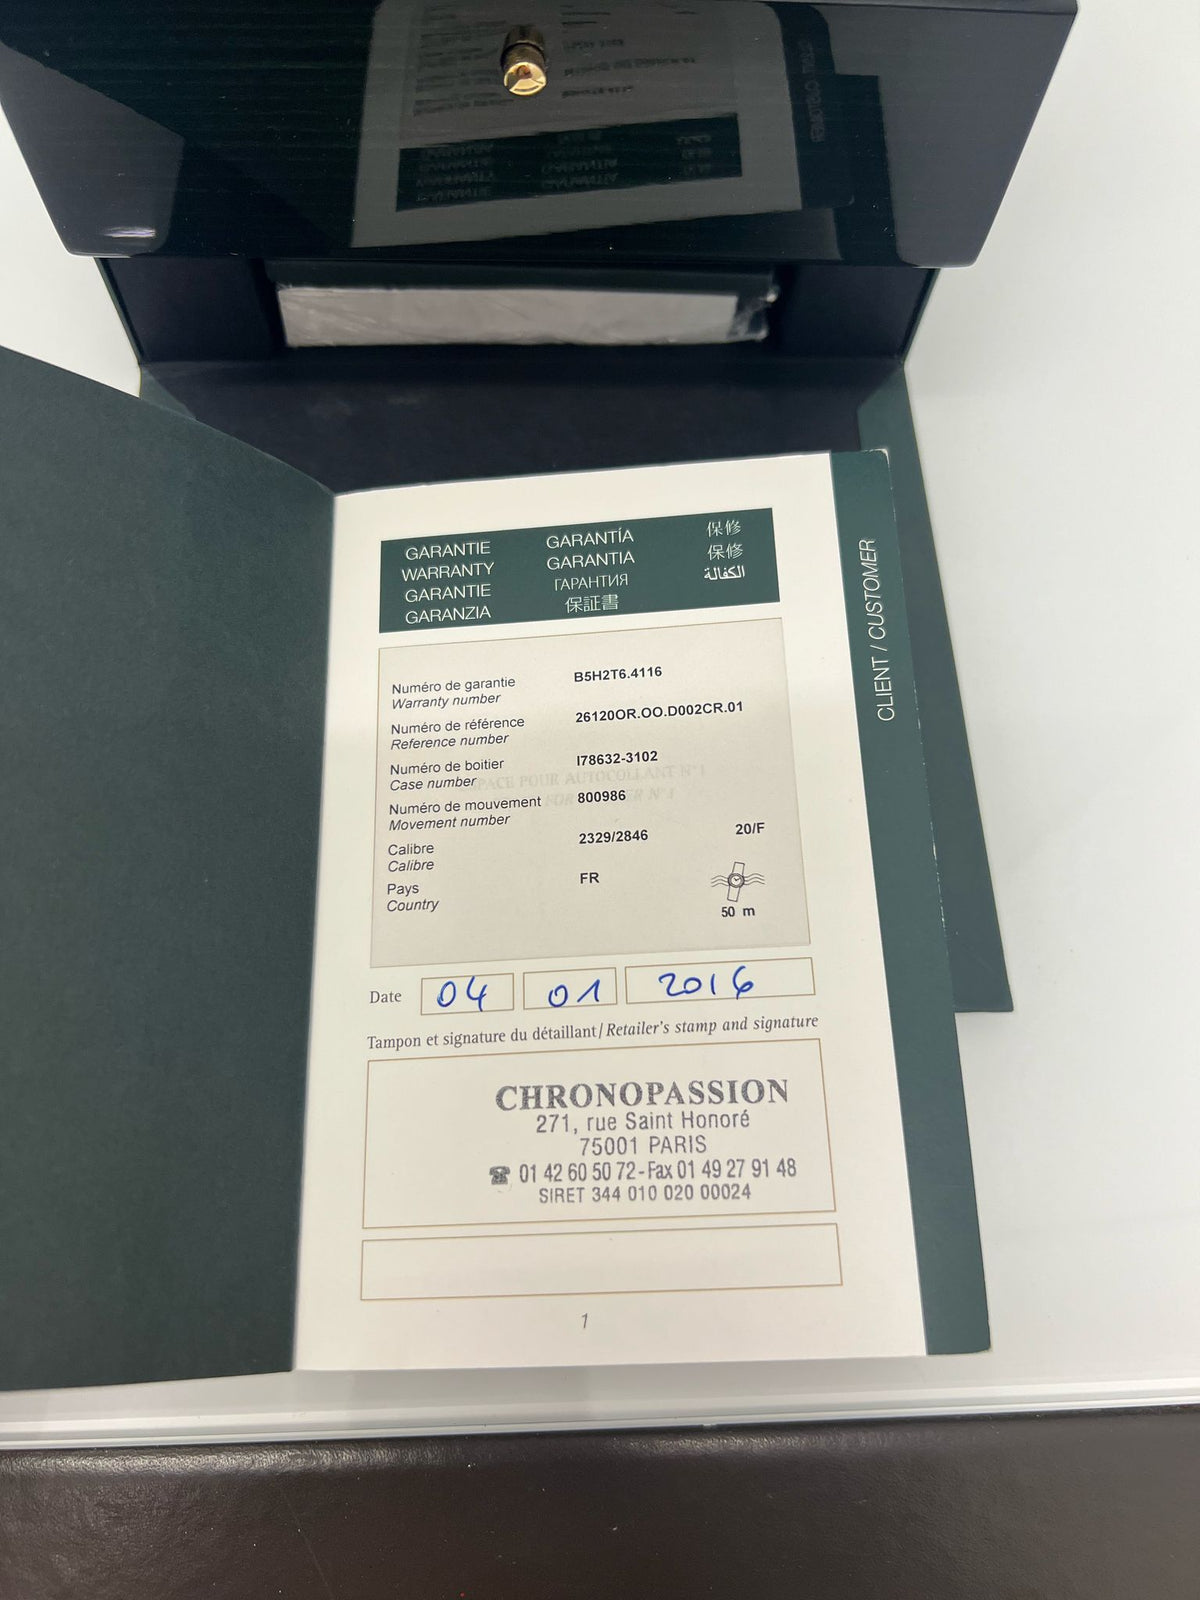 GARANTIE
WARRANTY
GARANTIE
GARANZIA
GARANTÍA
GARANTIA
ГАРАНТИЯ
保証書
保修
保修
الكفالة
CLIENT / CUSTOMER
Numéro de garantie B5H2T6.4116
Warranty number
Numéro de référence 26120OR.OO.D002CR.01
Reference number
Numéro de boitier I78632-3102
Case number
Numéro de mouvement 800986
Movement number
Calibre 2329/2846 20/F
Calibre
Pays FR
Country
50 m
Date 04 01 2016
Tampon et signature du détaillant/Retailer's stamp and signature
CHRONOPASSION
271, rue Saint Honoré
75001 PARIS
☎ 01 42 60 50 72-Fax 01 49 27 91 48
SIRET 344 010 020 00024
1